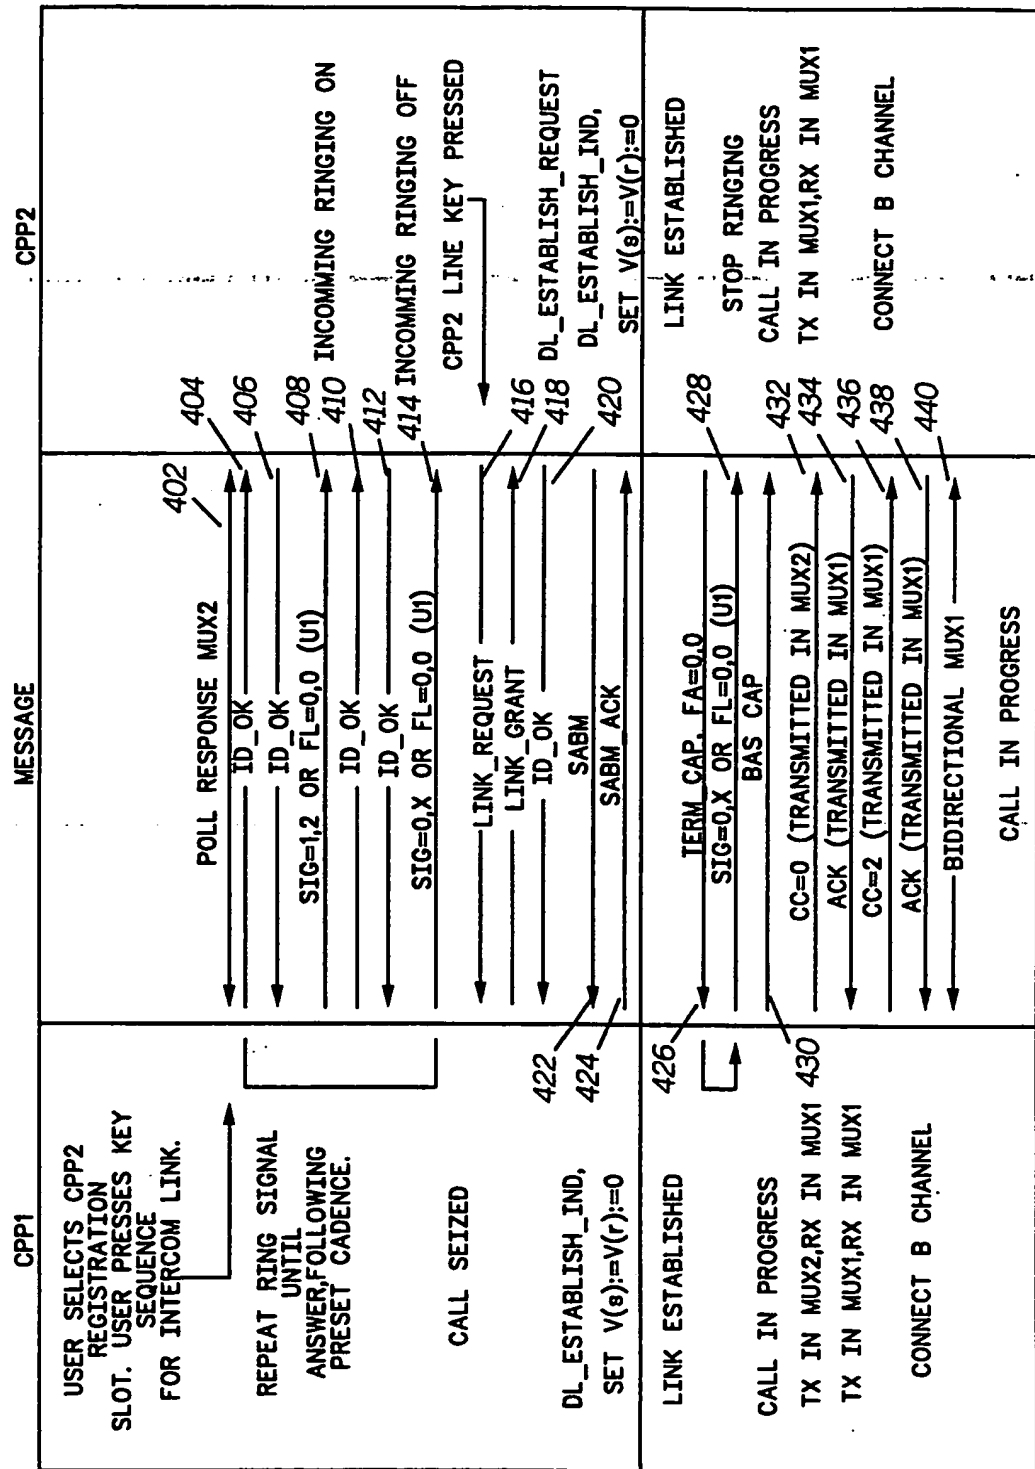 CPP1
MESSAGE
CPP2
USER SELECTS CPP2
REGISTRATION
SLOT. USER PRESSES KEY
SEQUENCE
FOR INTERCOM LINK.
REPEAT RING SIGNAL
UNTIL
ANSWER,FOLLOWING
PRESET CADENCE.
CALL SEIZED
DL_ESTABLISH_IND,
SET V(s):=V(r):=0
POLL RESPONSE MUX2
402
ID_OK
404
ID_OK
406
SIG=1,2 OR FL=0,0 (U1)
408
ID_OK
410
ID_OK
412
SIG=0,X OR FL=0,0 (U1)
414
LINK_REQUEST
416
LINK_GRANT
418
ID_OK
420
SABM
422
SABM_ACK
424
INCOMMING RINGING ON
INCOMMING RINGING OFF
CPP2 LINE KEY PRESSED
DL_ESTABLISH_REQUEST
DL_ESTABLISH_IND,
SET V(s):=V(r):=0
LINK ESTABLISHED
CALL IN PROGRESS
TX IN MUX2,RX IN MUX1
TX IN MUX1,RX IN MUX1
CONNECT B CHANNEL
426
TERM_CAP, FA=0,0
SIG=0,X OR FL=0,0 (U1)
428
BAS CAP
430
CC=0 (TRANSMITTED IN MUX2)
432
ACK (TRANSMITTED IN MUX1)
434
CC=2 (TRANSMITTED IN MUX1)
436
ACK (TRANSMITTED IN MUX1)
438
BIDIRECTIONAL MUX1
440
CALL IN PROGRESS
LINK ESTABLISHED
STOP RINGING
CALL IN PROGRESS
TX IN MUX1,RX IN MUX1
CONNECT B CHANNEL